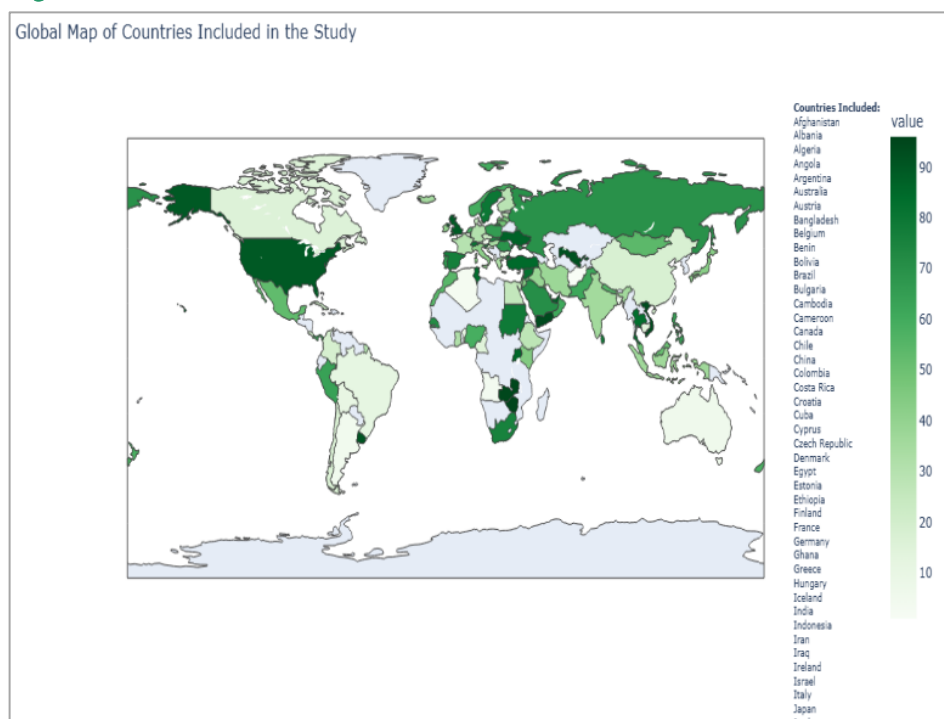 Global Map of Countries Included in the Study
Countries Included:
Afghanistan
Albania
Algeria
Angola
Argentina
Australia
Austria
Bangladesh
Belgium
Benin
Bolivia
Brazil
Bulgaria
Cambodia
Cameroon
Canada
Chile
China
Colombia
Costa Rica
Croatia
Cuba
Cyprus
Czech Republic
Denmark
Egypt
Estonia
Ethiopia
Finland
France
Germany
Ghana
Greece
Hungary
Iceland
India
Indonesia
Iran
Iraq
Ireland
Israel
Italy
Japan
value
90
80
70
60
50
40
30
20
10